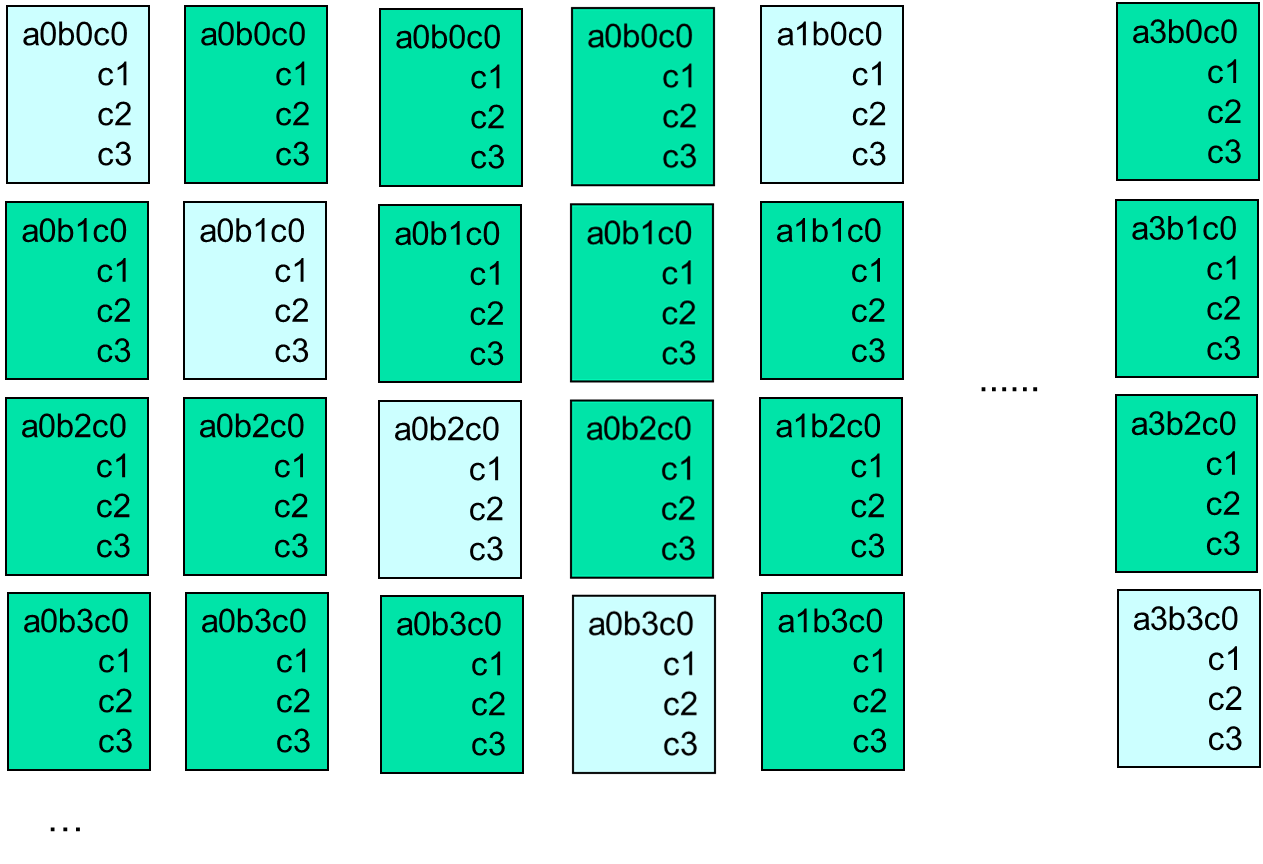 a0b0c0 a0b0c0 a0b0c0 a0b0c0 a1b0c0 a3b0c0
c1 c1 c1 c1 c1 c1
c2 c2 c2 c2 c2 c2
c3 c3 c3 c3 c3 c3
a0b1c0 a0b1c0 a0b1c0 a0b1c0 a1b1c0 a3b1c0
c1 c1 c1 c1 c1 c1
c2 c2 c2 c2 c2 c2
c3 c3 c3 c3 c3 c3
......
a0b2c0 a0b2c0 a0b2c0 a0b2c0 a1b2c0 a3b2c0
c1 c1 c1 c1 c1 c1
c2 c2 c2 c2 c2 c2
c3 c3 c3 c3 c3 c3
a0b3c0 a0b3c0 a0b3c0 a0b3c0 a1b3c0 a3b3c0
c1 c1 c1 c1 c1 c1
c2 c2 c2 c2 c2 c2
c3 c3 c3 c3 c3 c3
...